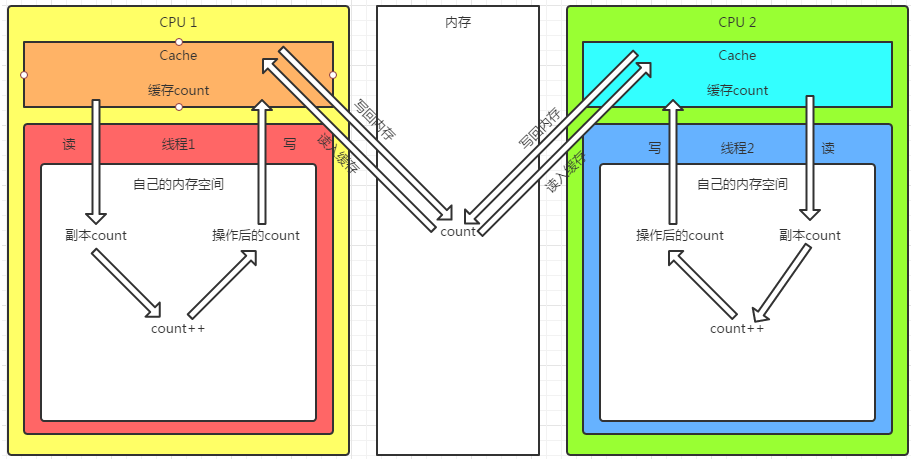 CPU 1
Cache
缓存count
读
线程1
写
自己的内存空间
副本count
操作后的count
count++
内存
写回内存
读入缓存
写回内存
读入缓存
count
CPU 2
Cache
缓存count
写
线程2
读
自己的内存空间
操作后的count
副本count
count++